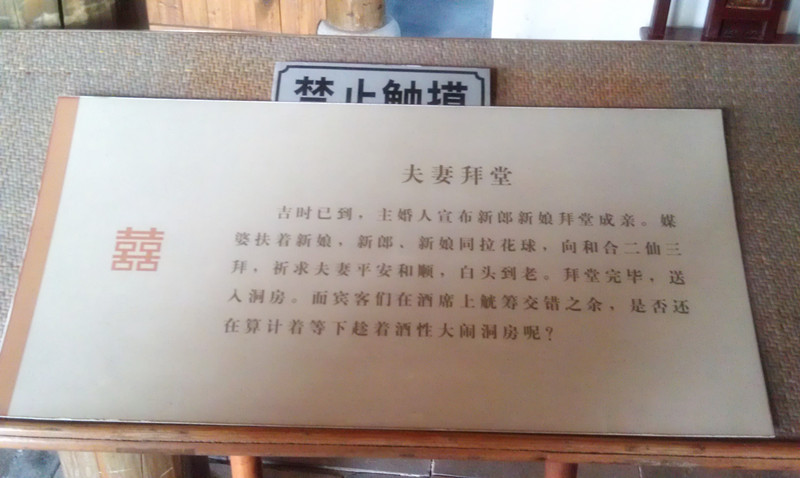 禁止触摸
夫妻拜堂
吉时已到，主婚人宣布新郎新娘拜堂成亲。媒
婆扶着新娘，新郎、新娘同拉花球，向和合二仙三
拜，祈求夫妻平安和顺，白头到老。拜堂完毕，送
入洞房。而宾客们在酒席上觥筹交错之余，是否还
在算计着等下趁着酒性大闹洞房呢？
囍